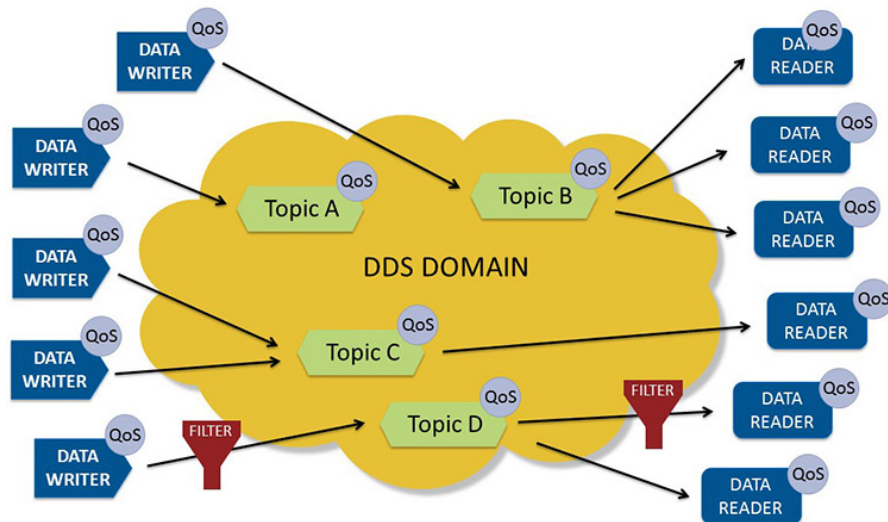 QoS
DATA
WRITER
QoS
DATA
READER
QoS
DATA
WRITER
QoS
DATA
READER
QoS
Topic A
QoS
Topic B
QoS
DATA
READER
QoS
DATA
WRITER
DDS DOMAIN
QoS
DATA
READER
QoS
DATA
WRITER
QoS
Topic C
QoS
DATA
READER
FILTER
QoS
Topic D
QoS
DATA
WRITER
FILTER
QoS
DATA
READER